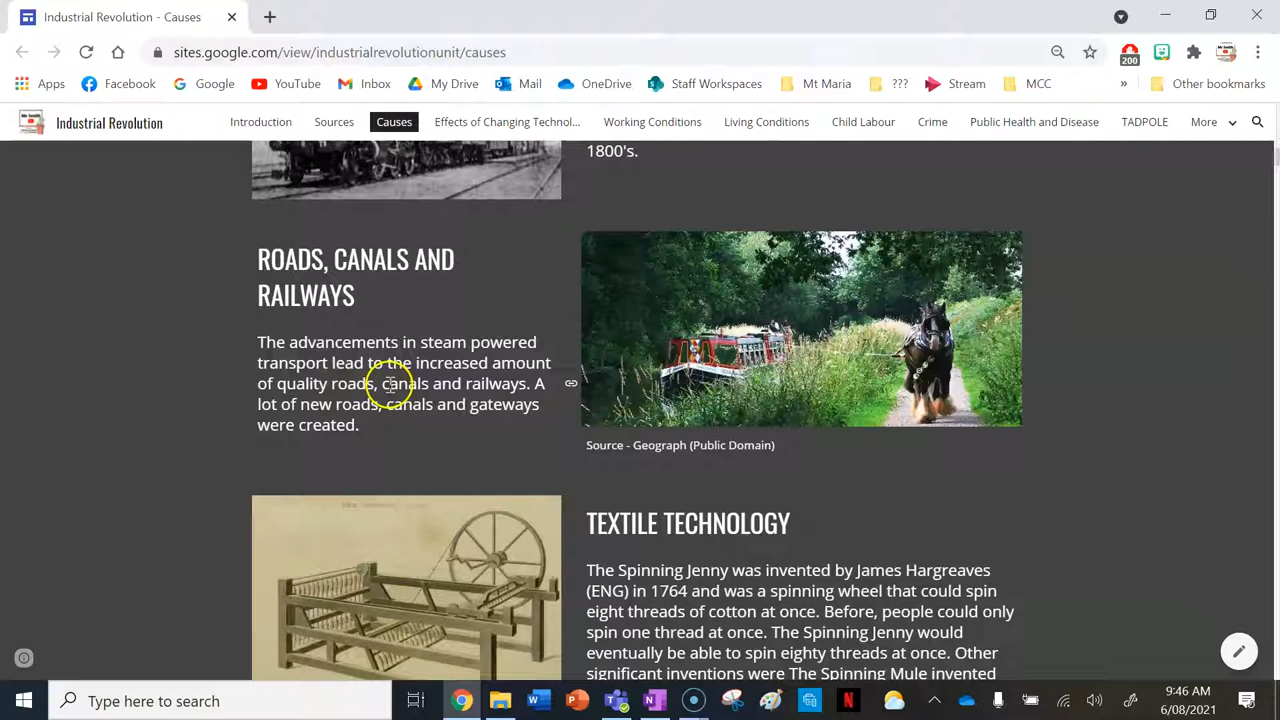 Industrial Revolution - Causes
sites.google.com/view/industrialrevolutionunit/causes
200
Apps Facebook Google YouTube Inbox My Drive Mail OneDrive Staff Workspaces Mt Maria ??? Stream MCC » Other bookmarks
Industrial Revolution Introduction Sources Causes Effects of Changing Technol... Working Conditions Living Conditions Child Labour Crime Public Health and Disease TADPOLE More
1800's.
ROADS, CANALS AND
RAILWAYS
The advancements in steam powered
transport lead to the increased amount
of quality roads, canals and railways. A
lot of new roads, canals and gateways
were created.
Source - Geograph (Public Domain)
TEXTILE TECHNOLOGY
The Spinning Jenny was invented by James Hargreaves
(ENG) in 1764 and was a spinning wheel that could spin
eight threads of cotton at once. Before, people could only
spin one thread at once. The Spinning Jenny would
eventually be able to spin eighty threads at once. Other
significant inventions were The Spinning Mule invented
Type here to search
9:46 AM
6/08/2021